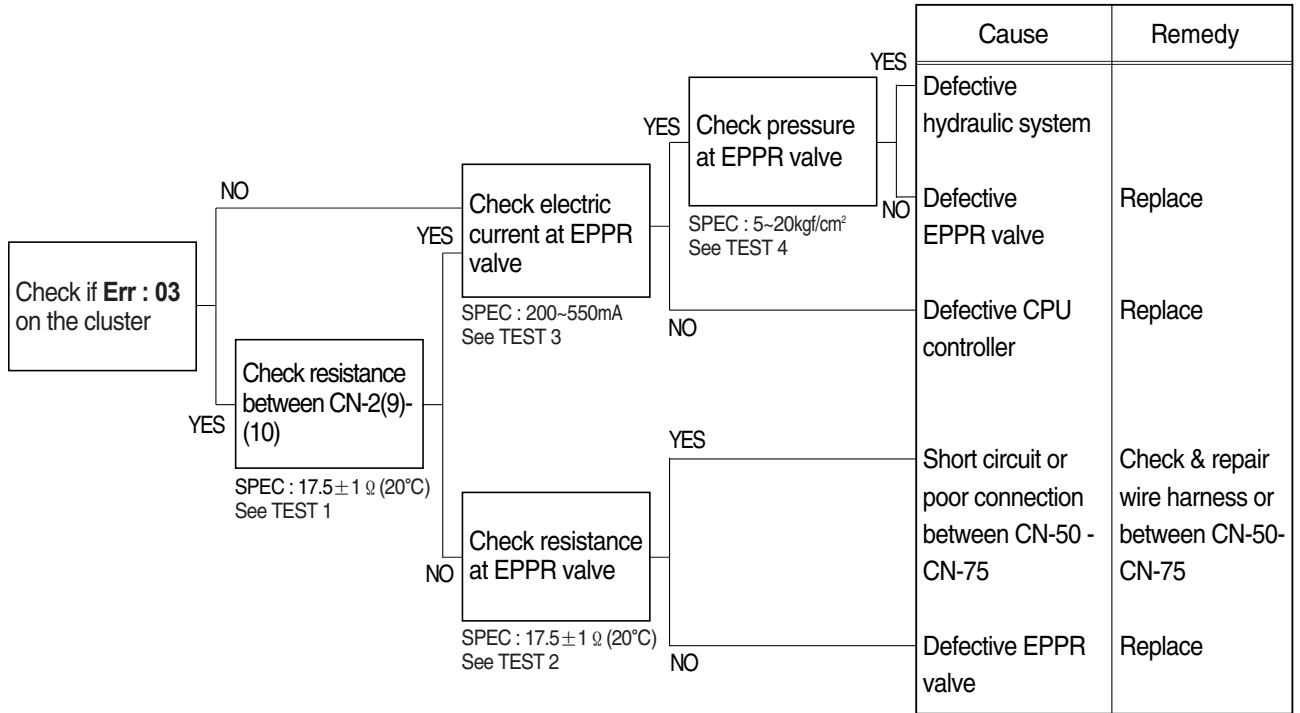 Cause
Remedy
YES
Defective
hydraulic system
YES
Check pressure
at EPPR valve
NO
NO
Defective
EPPR valve
Replace
Check electric
current at EPPR
valve
YES
SPEC : 5~20kgf/cm²
See TEST 4
Check if Err : 03
on the cluster
SPEC : 200~550mA
See TEST 3
NO
Defective CPU
controller
Replace
Check resistance
between CN-2(9)-
(10)
YES
SPEC : 17.5±1 Ω (20°C)
See TEST 1
YES
Short circuit or
poor connection
between CN-50 -
CN-75
Check & repair
wire harness or
between CN-50-
CN-75
Check resistance
at EPPR valve
NO
SPEC : 17.5±1 Ω (20°C)
See TEST 2
NO
Defective EPPR
valve
Replace